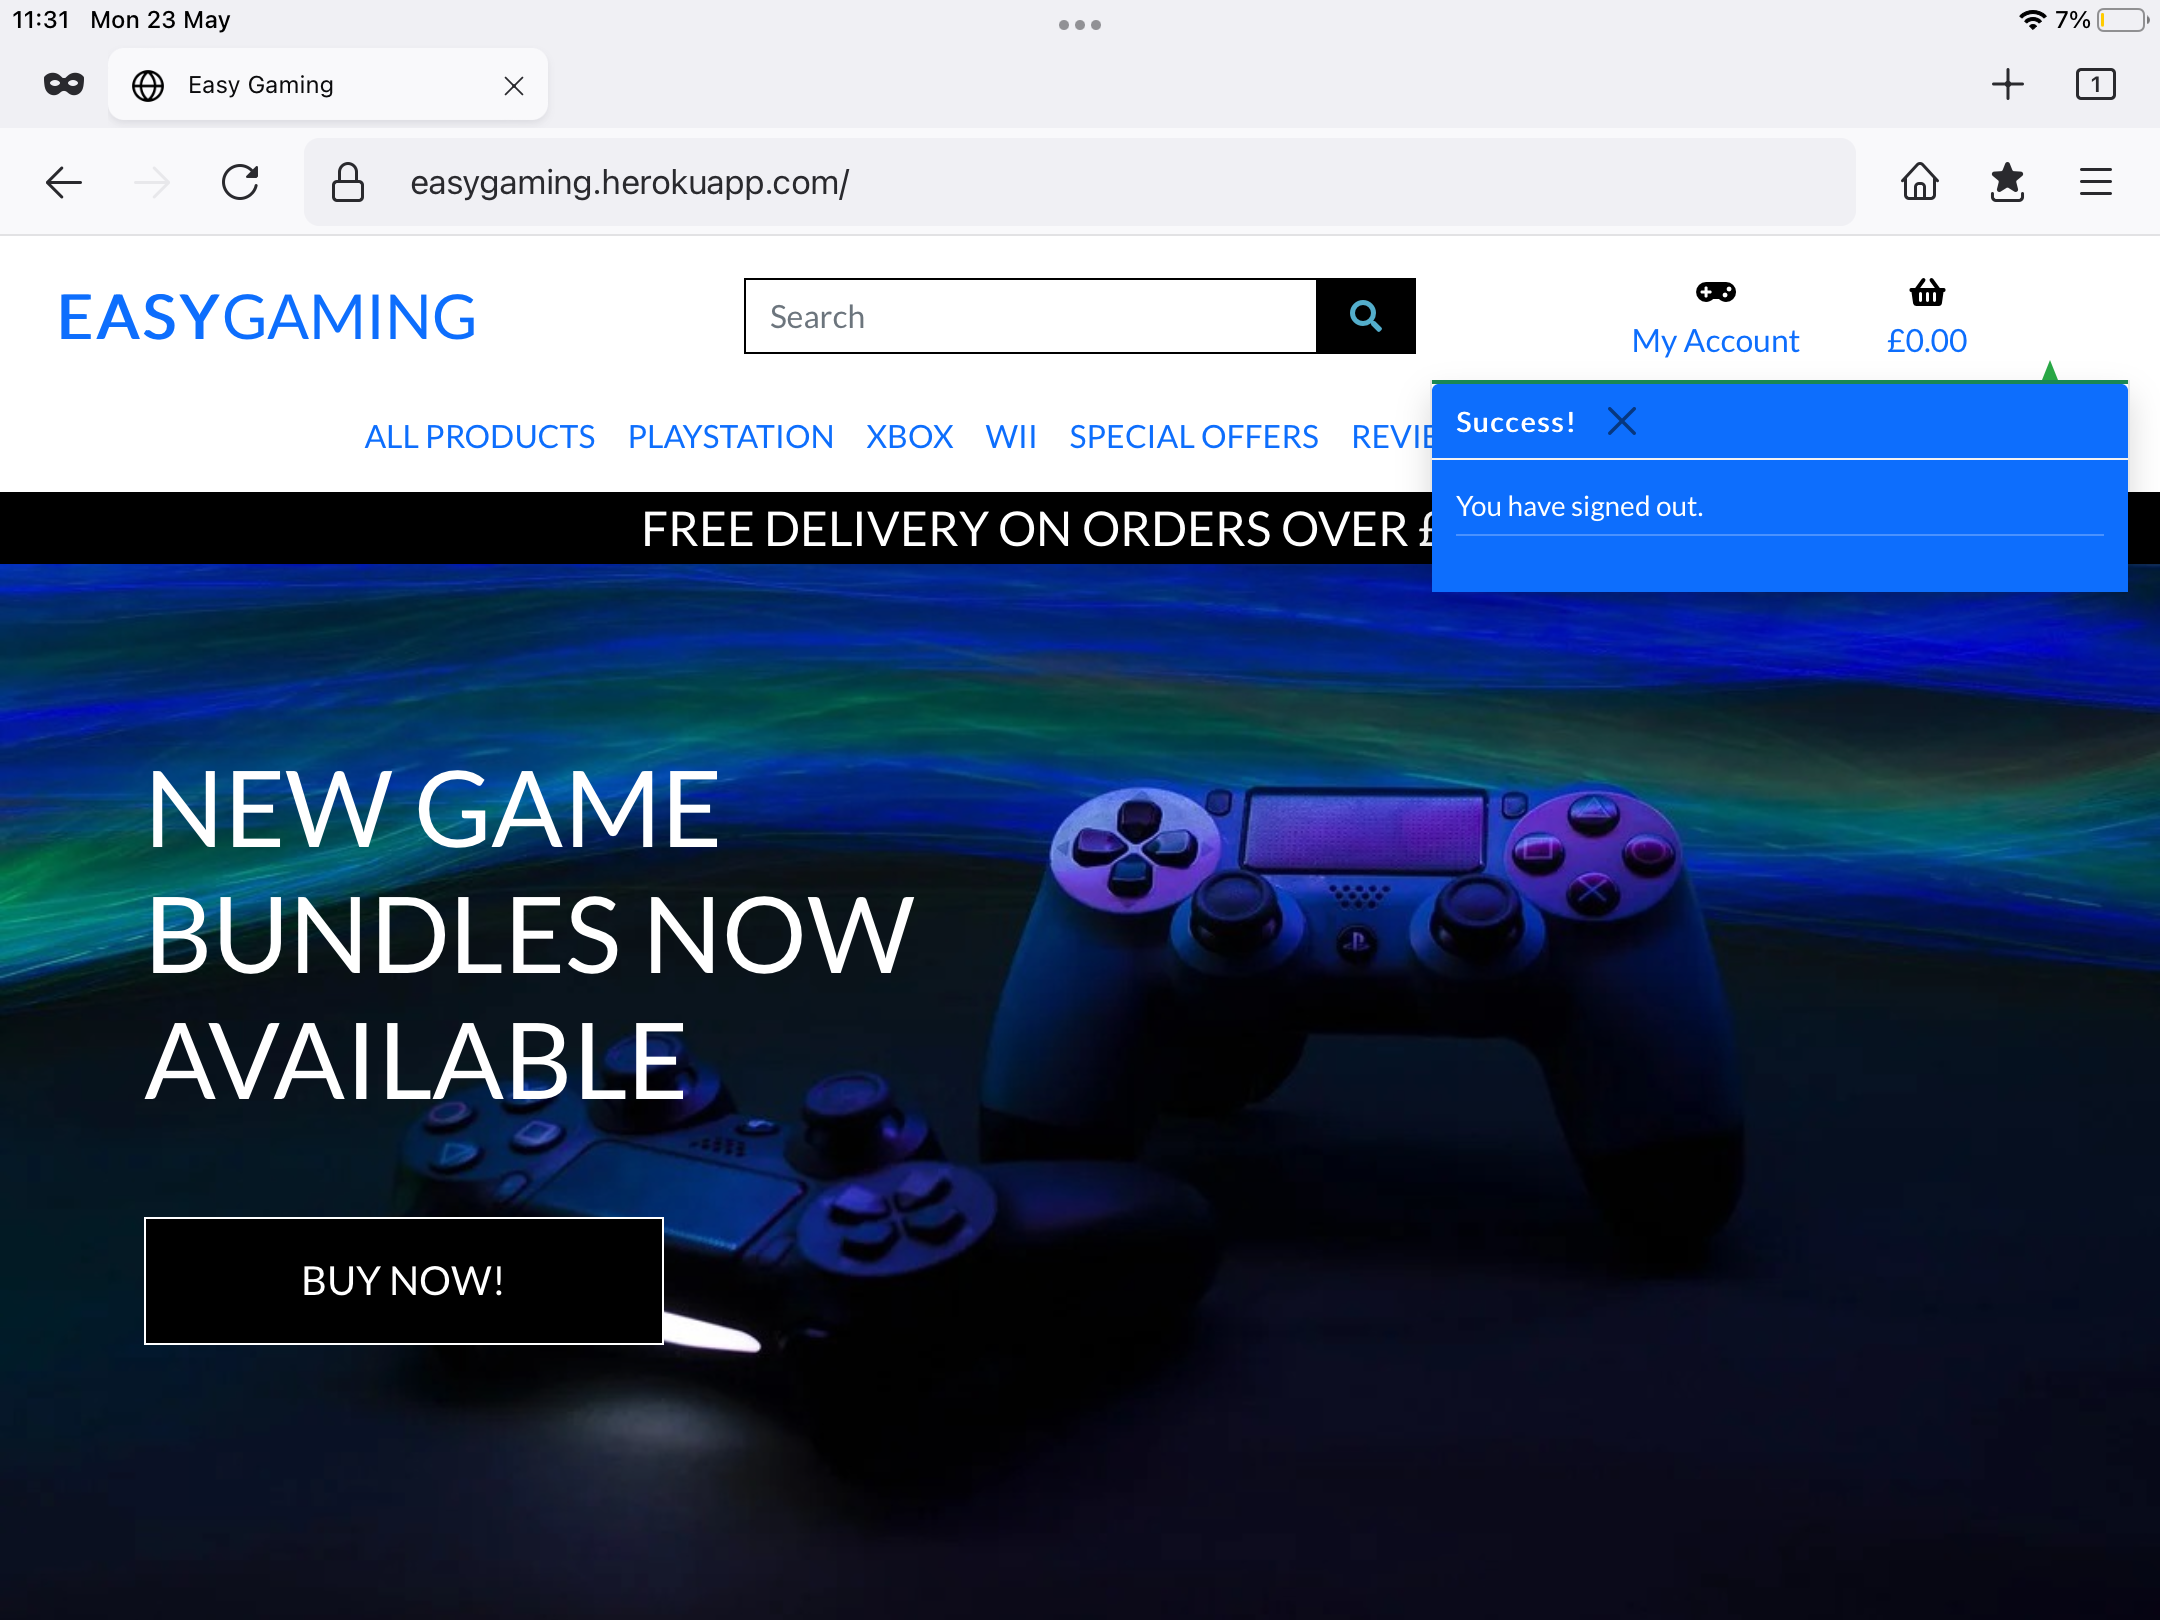 11:31 Mon 23 May
7%
Easy Gaming
1
easygaming.herokuapp.com/
EASYGAMING
Search
My Account
£0.00
ALL PRODUCTS PLAYSTATION XBOX WII SPECIAL OFFERS
Success!
You have signed out.
FREE DELIVERY ON ORDERS OVER £
NEW GAME
BUNDLES NOW
AVAILABLE
BUY NOW!